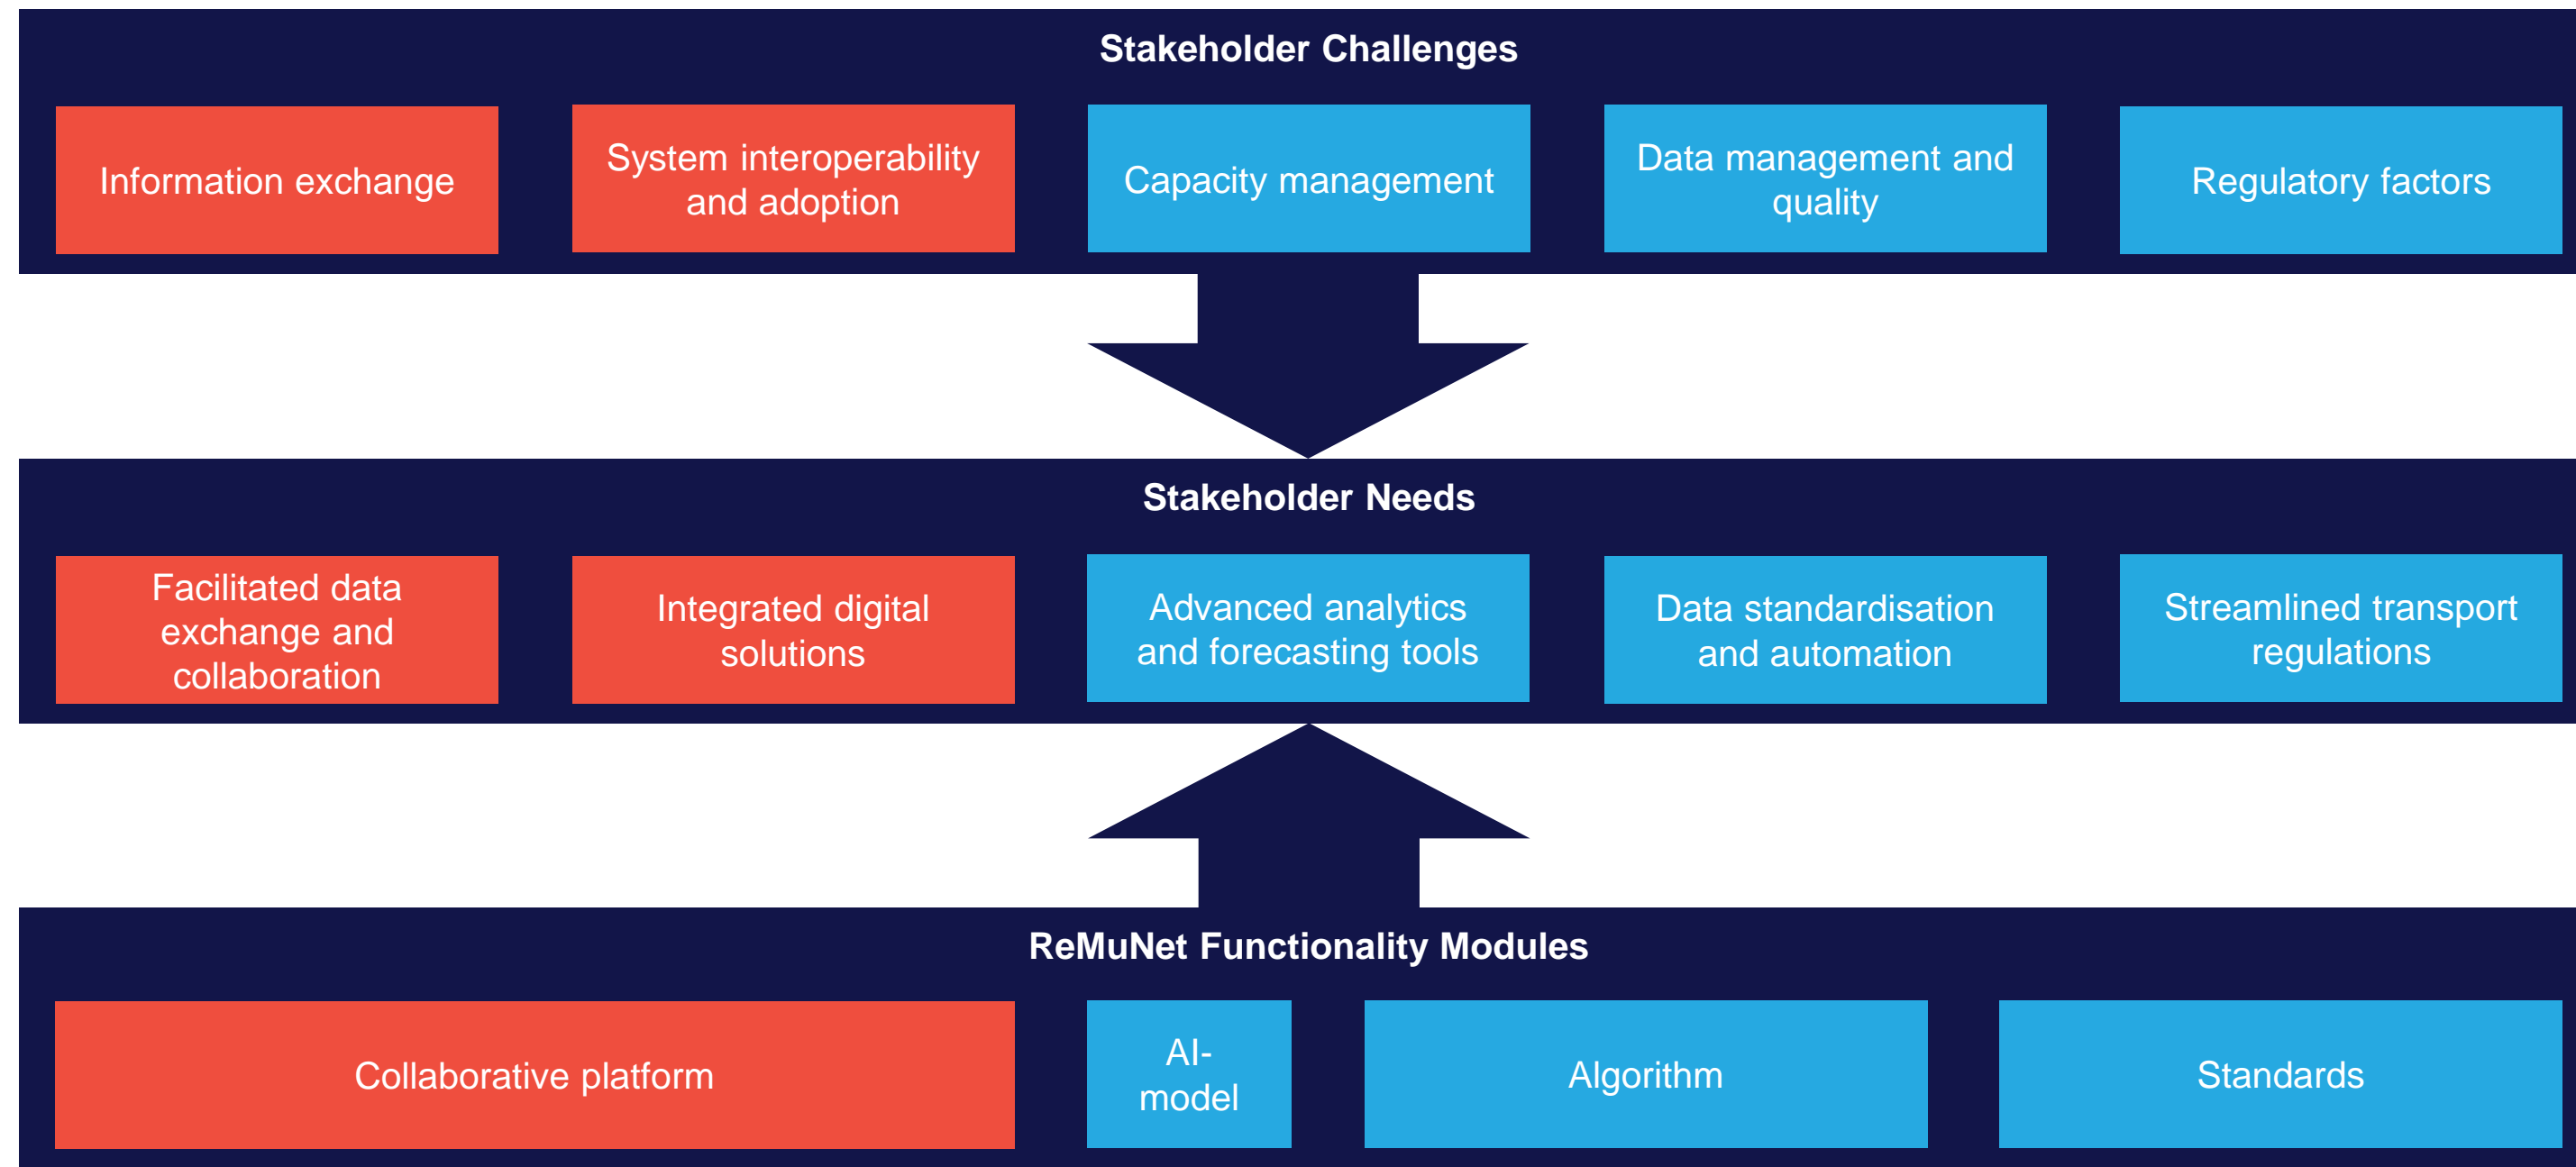 Stakeholder Challenges
Information exchange
System interoperability
and adoption
Capacity management
Data management and
quality
Regulatory factors
Stakeholder Needs
Facilitated data
exchange and
collaboration
Integrated digital
solutions
Advanced analytics
and forecasting tools
Data standardisation
and automation
Streamlined transport
regulations
ReMuNet Functionality Modules
Collaborative platform
AI-
model
Algorithm
Standards